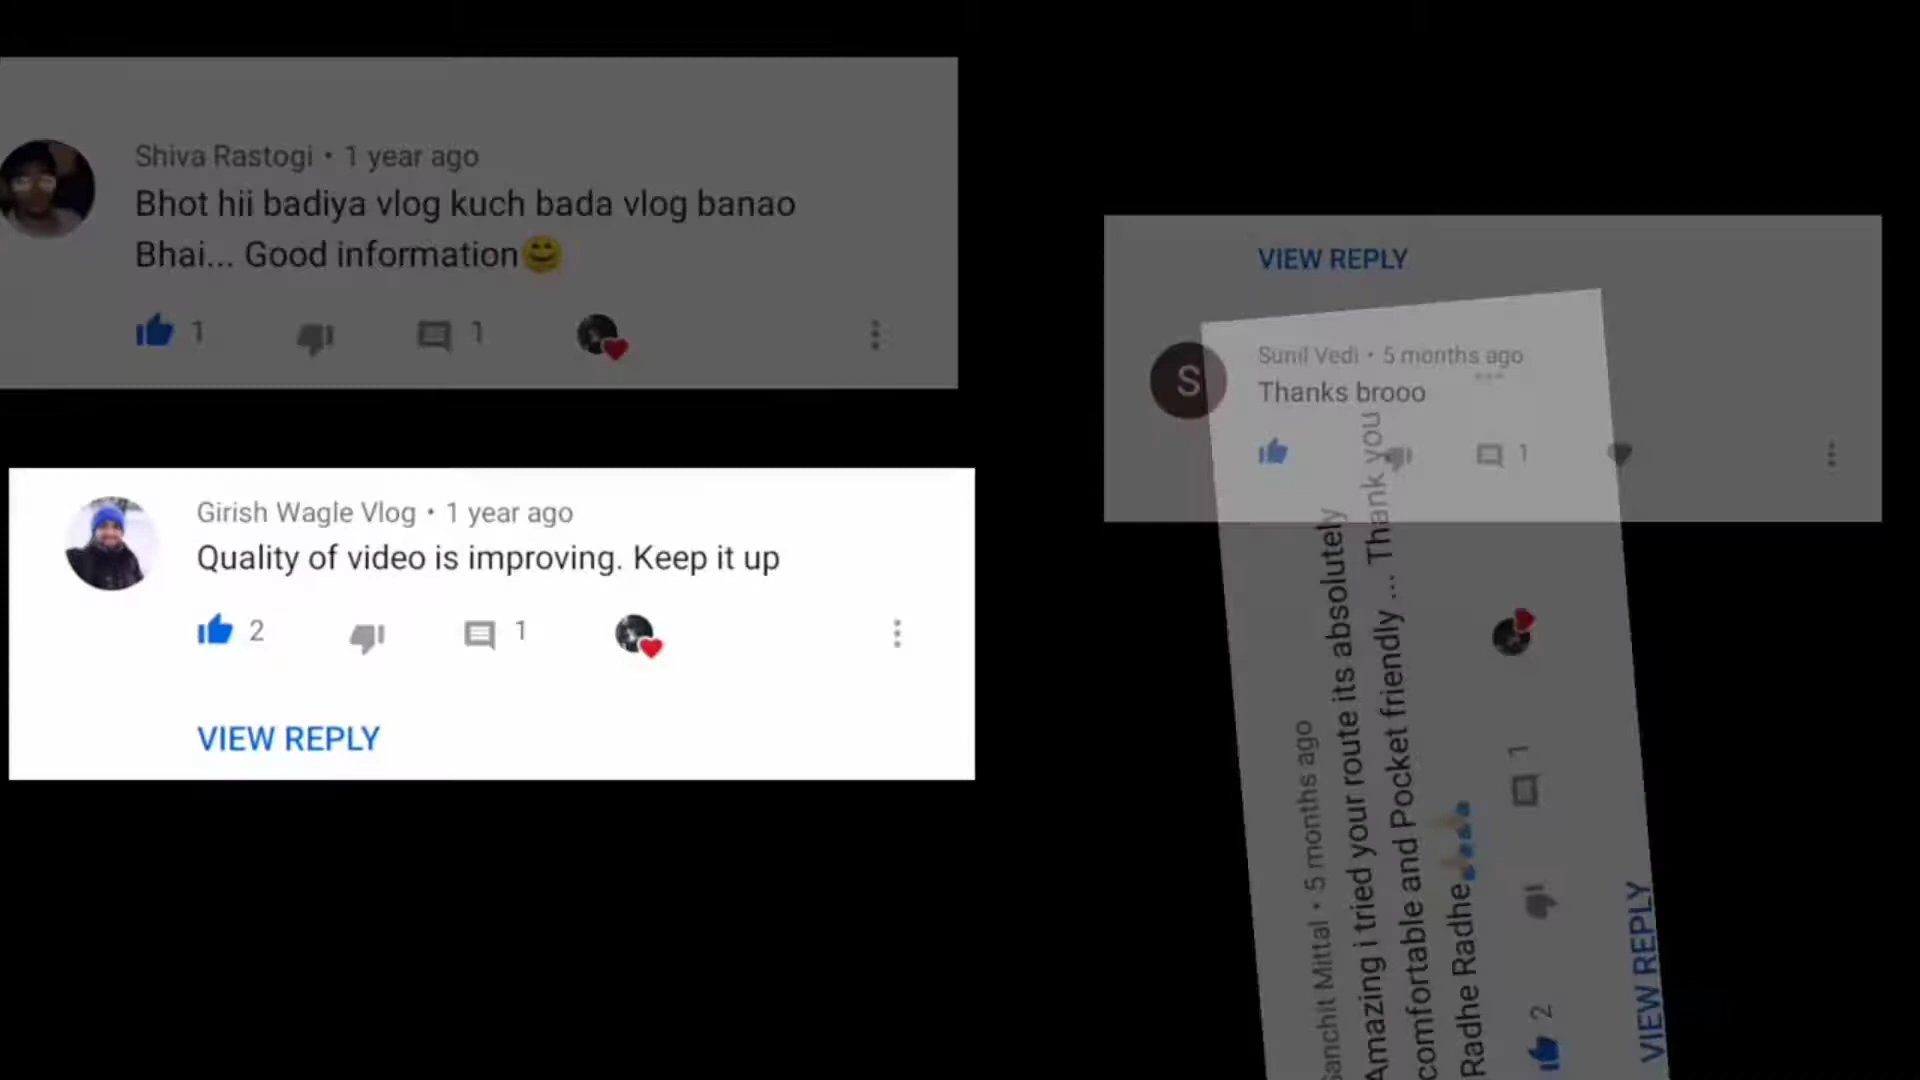 Shiva Rastogi • 1 year ago
Bhot hii badiya vlog kuch bada vlog banao
Bhai... Good information😊
1
1
Girish Wagle Vlog • 1 year ago
Quality of video is improving. Keep it up
2
1
VIEW REPLY
VIEW REPLY
S
Sunil Vedi • 5 months ago
Thanks brooo
1
Sanchit Mittal • 5 months ago
Amazing i tried your route its absolutely
comfortable and Pocket friendly ... Thank you
Radhe Radhe🙏🙏
2
1
VIEW REPLY